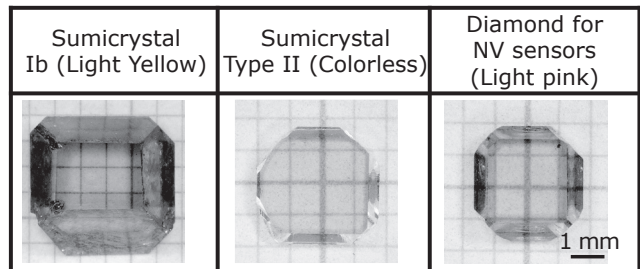 Sumicrystal
Ib (Light Yellow)
Sumicrystal
Type II (Colorless)
Diamond for
NV sensors
(Light pink)
1 mm